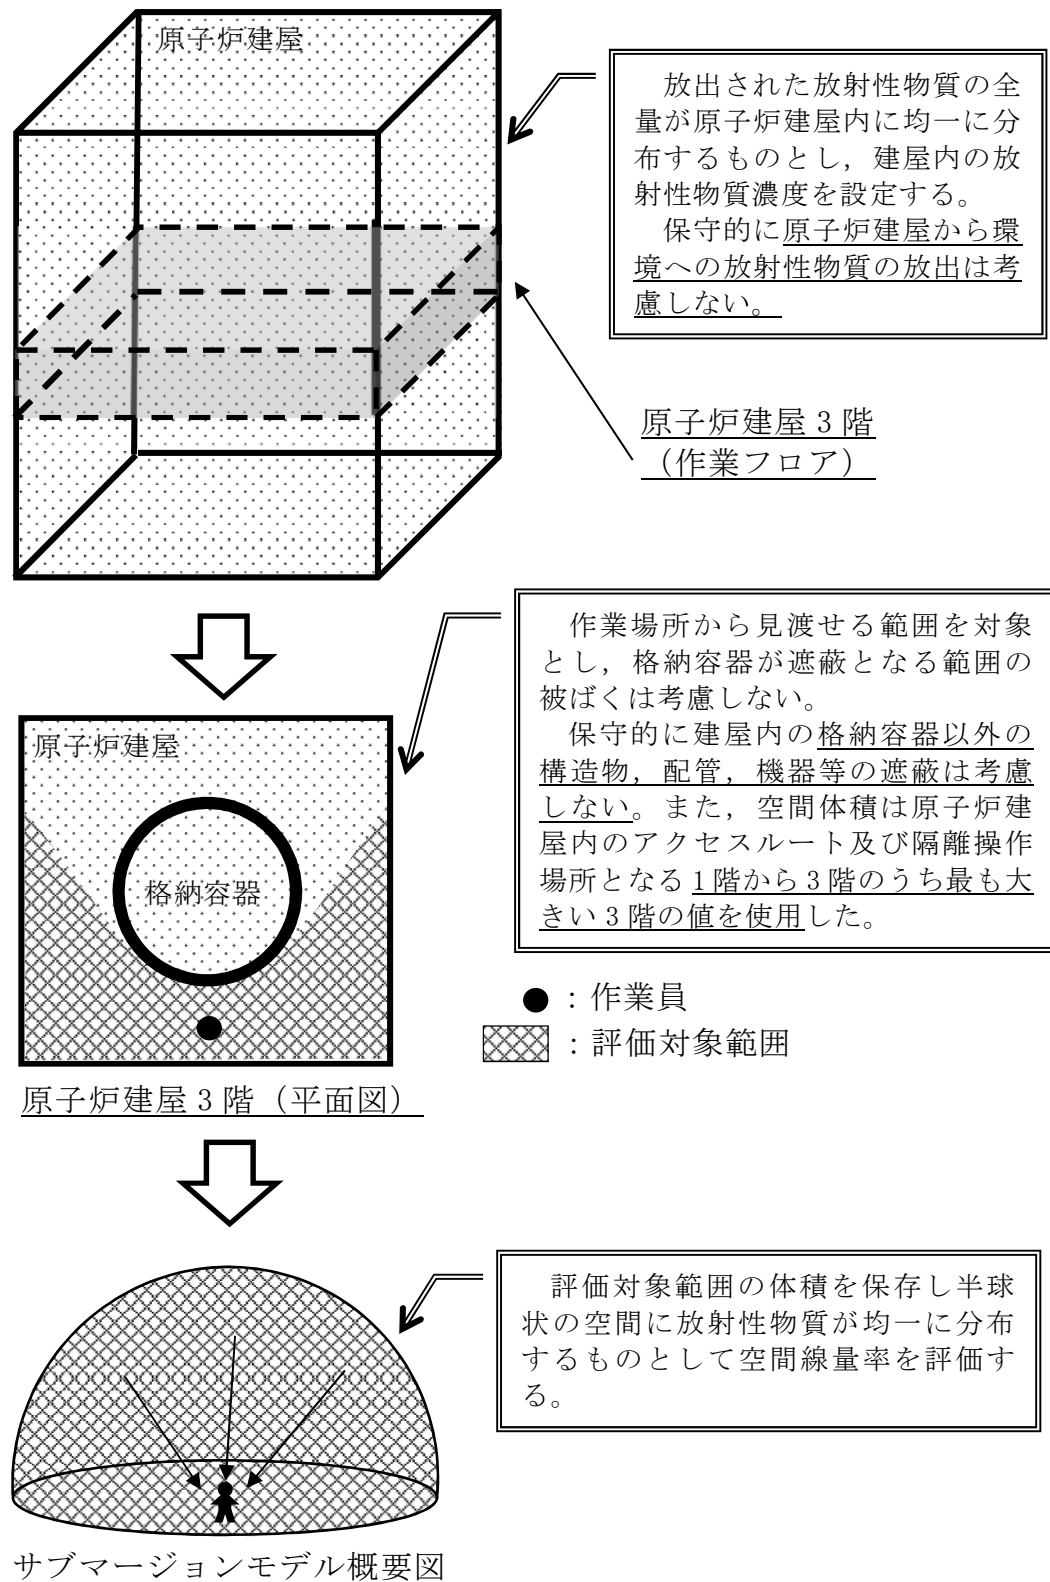 原子炉建屋
放出された放射性物質の全
量が原子炉建屋内に均一に分
布するものとし，建屋内の放
射性物質濃度を設定する。
保守的に原子炉建屋から環
境への放射性物質の放出は考
慮しない。
原子炉建屋３階
（作業フロア）
作業場所から見渡せる範囲を対象
とし，格納容器が遮蔽となる範囲の
被ばくは考慮しない。
保守的に建屋内の格納容器以外の
構造物，配管，機器等の遮蔽は考慮
しない。また，空間体積は原子炉建
屋内のアクセスルート及び隔離操作
場所となる1階から3階のうち最も大
きい3階の値を使用した。
原子炉建屋
格納容器
：作業員
：評価対象範囲
原子炉建屋３階（平面図）
評価対象範囲の体積を保存し半球
状の空間に放射性物質が均一に分布
するものとして空間線量率を評価す
る。
サブマージョンモデル概要図